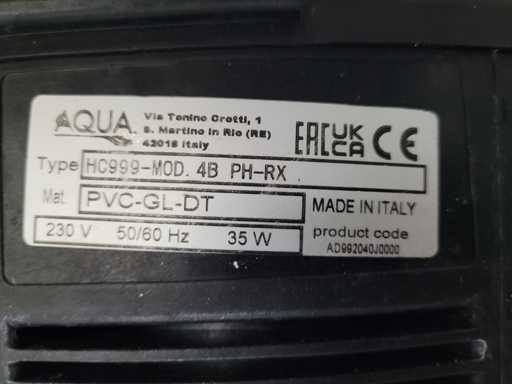 AQUA
Via Tonino Crotti, 1
S. Martino in Rio (RE)
42018 Italy
EAC UK CA CE
Type HC999-MOD. 4B PH-RX
Mat. PVC-GL-DT
MADE IN ITALY
230 V 50/60 Hz 35 W
product code
AD992040J0000